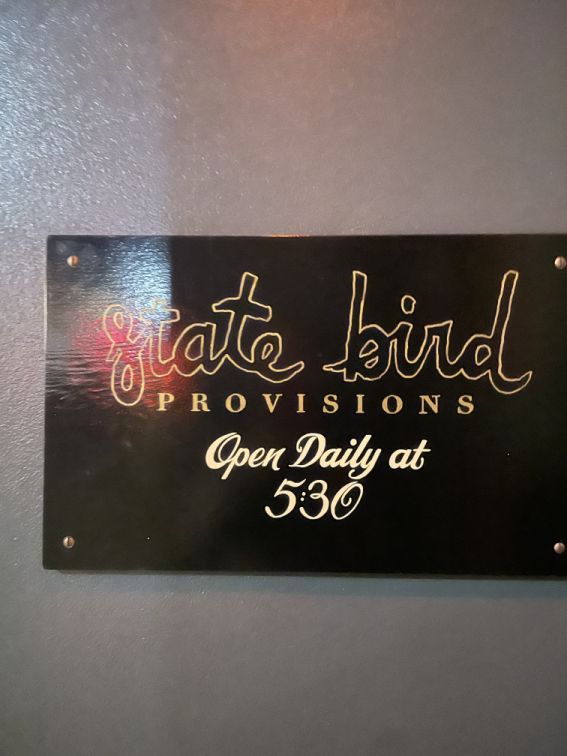 state bird
PROVISIONS
Open Daily at
5:30